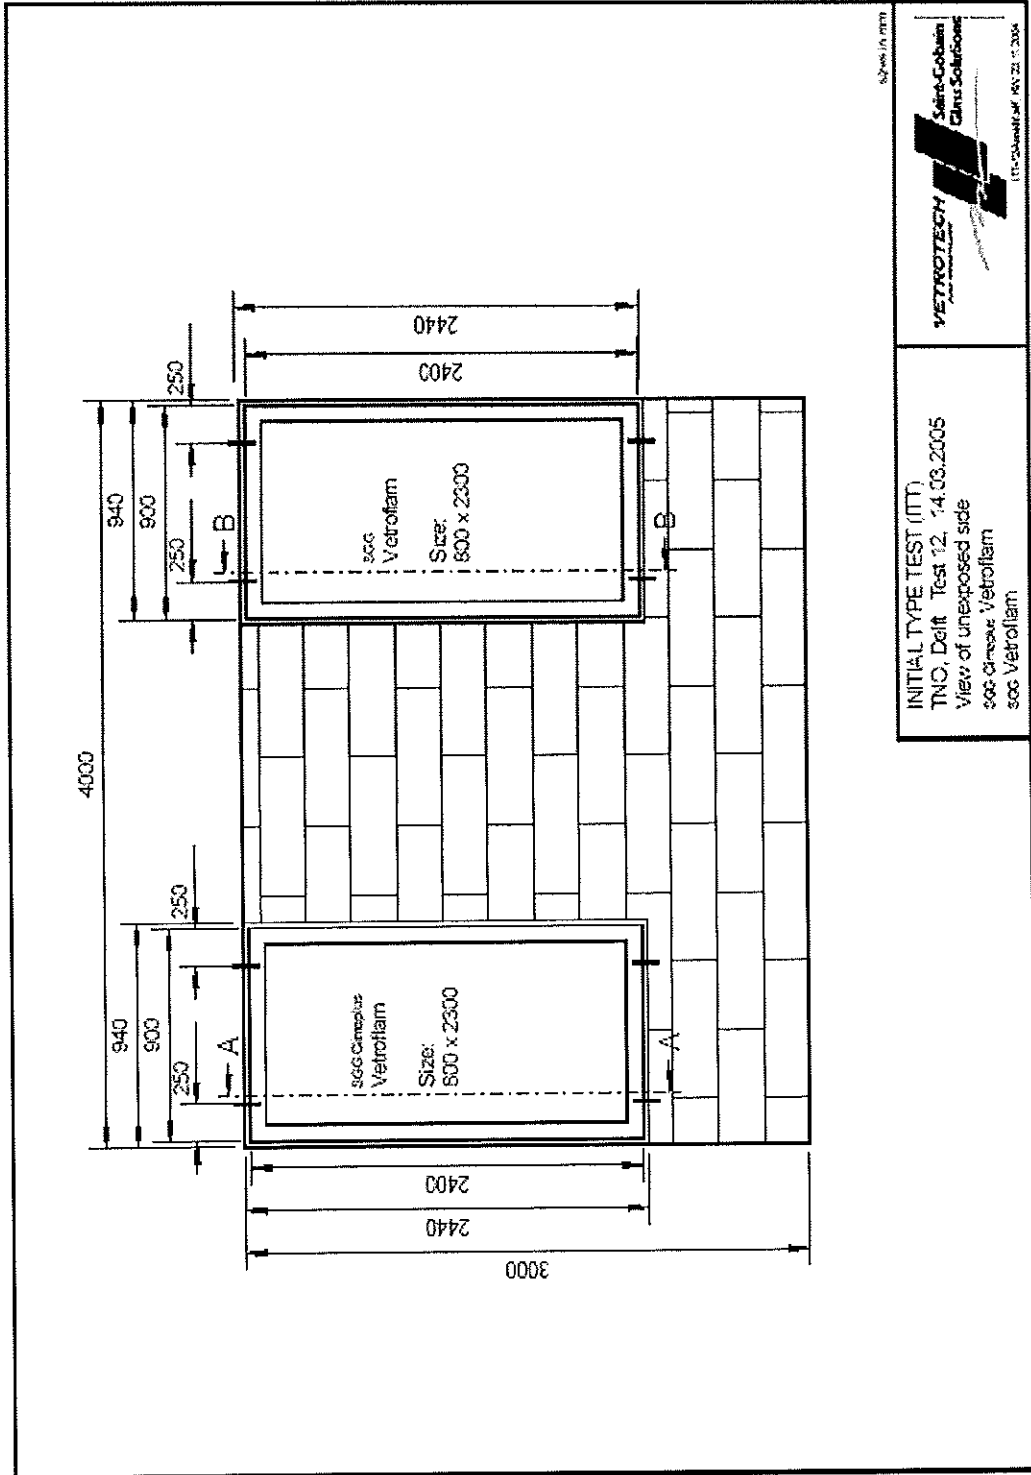 4000
940
900
250
250
940
900
250
250
A
B
SGG Climaplus
Vetroflam
Size:
800 x 2300
SGG
Vetroflam
Size:
800 x 2300
2400
2440
3000
2400
2440
A
B
INITIAL TYPE TEST (ITT)
TNO, Delft Test 12, 14.03.2005
View of unexposed side
SGG Climaplus Vetroflam
SGG Vetroflam
VETROTECH
Saint-Gobain
Glass Solutions